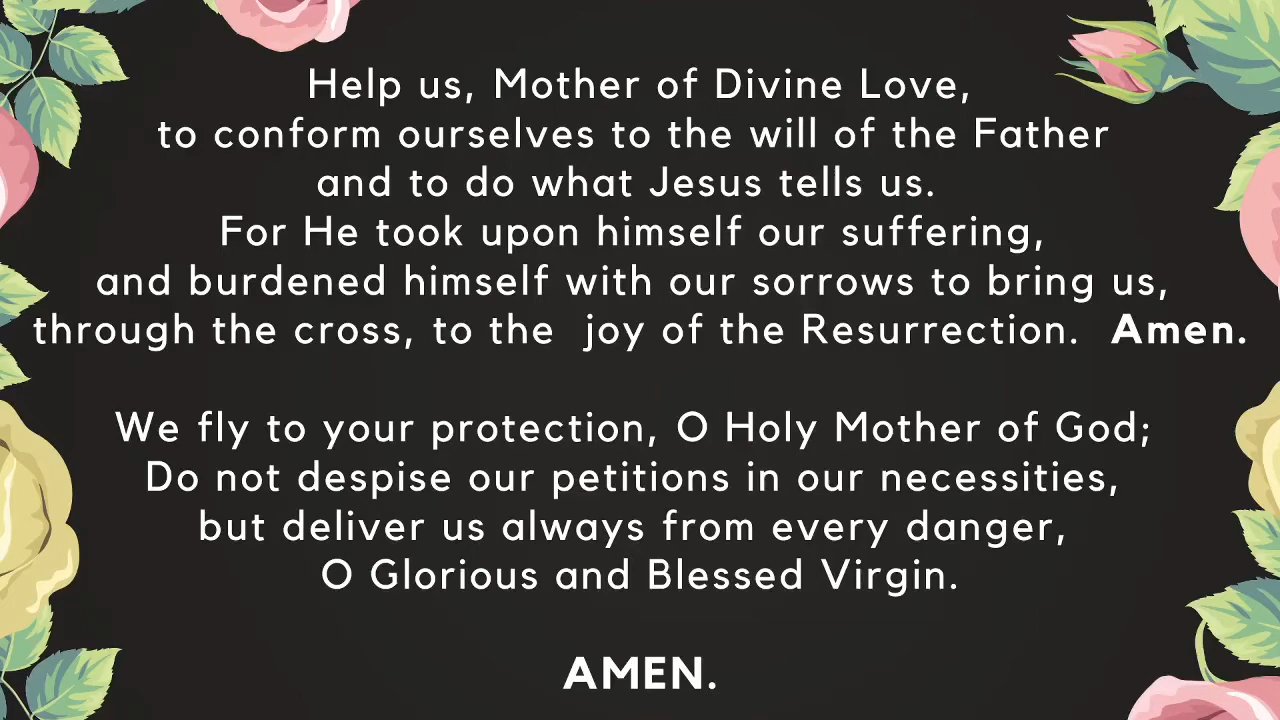 Help us, Mother of Divine Love,
to conform ourselves to the will of the Father
and to do what Jesus tells us.
For He took upon himself our suffering,
and burdened himself with our sorrows to bring us,
through the cross, to the  joy of the Resurrection.  Amen.
We fly to your protection, O Holy Mother of God;
Do not despise our petitions in our necessities,
but deliver us always from every danger,
O Glorious and Blessed Virgin.
AMEN.